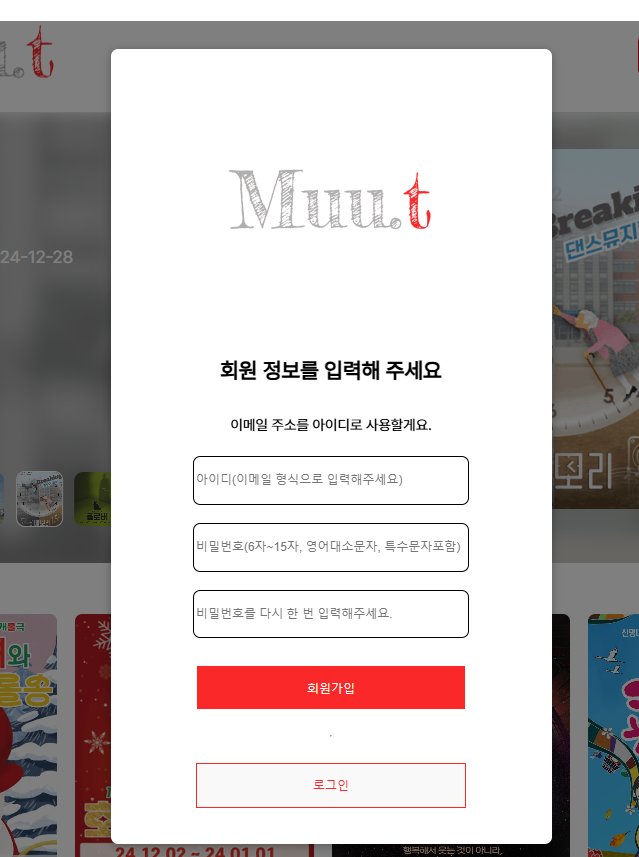 u.t
Muu.t
24-12-28
Breaki
댄스뮤지
회원 정보를 입력해 주세요
이메일 주소를 아이디로 사용할게요.
아이디(이메일 형식으로 입력해주세요)
비밀번호(6자~15자, 영어대소문자, 특수문자포함)
비밀번호를 다시 한 번 입력해주세요.
회원가입
.
로그인
24.12.02 ~ 24.01.01
행복해서 웃는 것이 아니라,